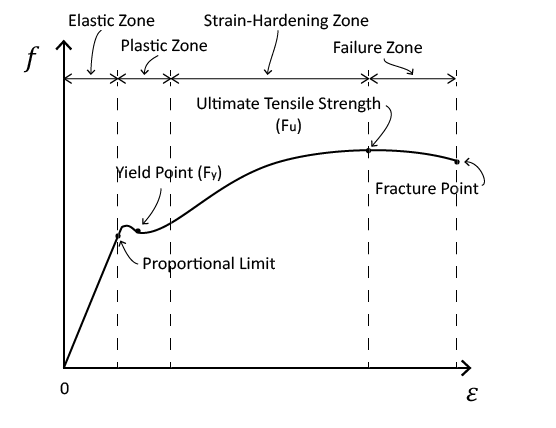 Elastic Zone
Strain-Hardening Zone
Plastic Zone
Failure Zone
f
Ultimate Tensile Strength
(Fu)
Yield Point (Fy)
Fracture Point
Proportional Limit
0
ε